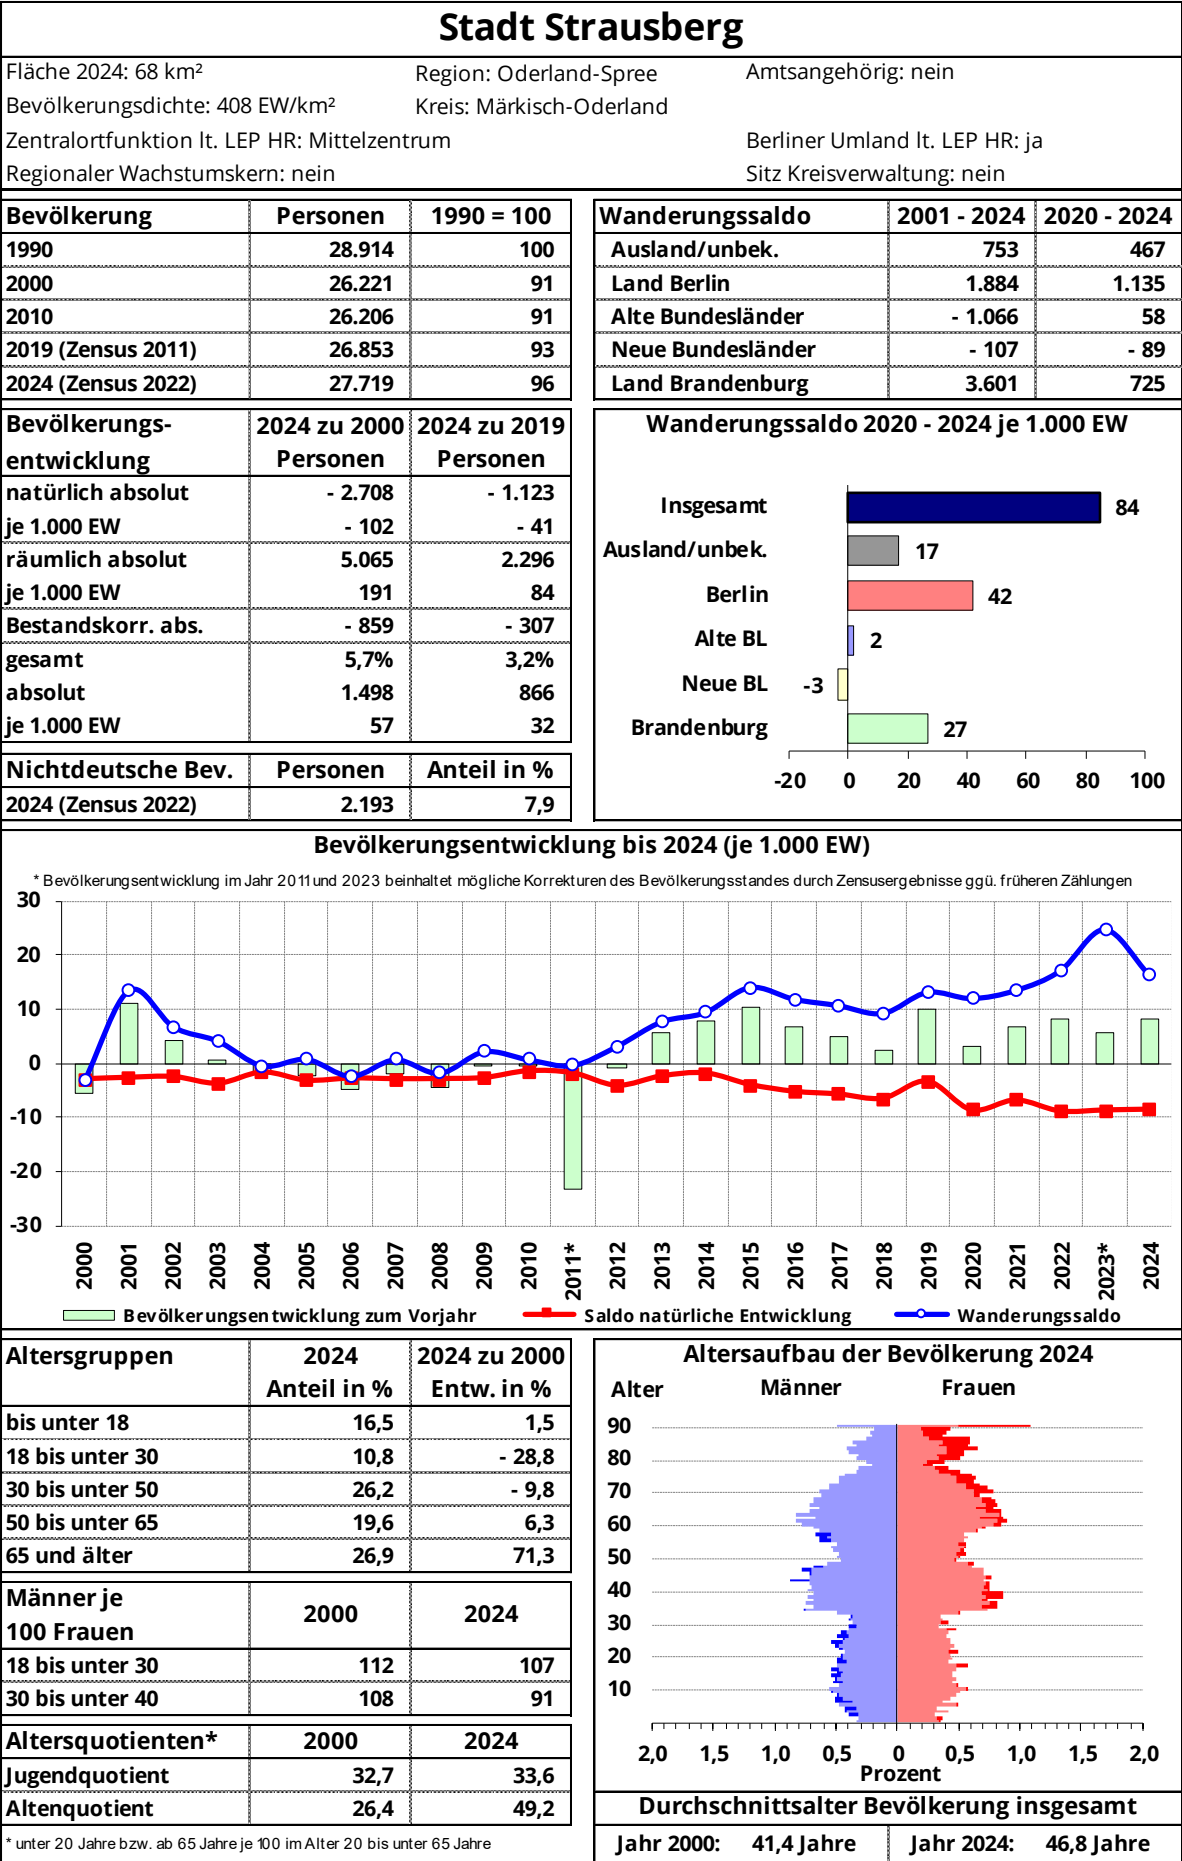 Stadt Strausberg
Fläche 2024: 68 km² Region: Oderland-Spree Amtsangehörig: nein
Bevölkerungsdichte: 408 EW/km² Kreis: Märkisch-Oderland
Zentralortfunktion lt. LEP HR: Mittelzentrum Berliner Umland lt. LEP HR: ja
Regionaler Wachstumskern: nein Sitz Kreisverwaltung: nein
Bevölkerung Personen 1990 = 100
1990 28.914 100
2000 26.221 91
2010 26.206 91
2019 (Zensus 2011) 26.853 93
2024 (Zensus 2022) 27.719 96
Wanderungssaldo 2001 - 2024 2020 - 2024
Ausland/unbek. 753 467
Land Berlin 1.884 1.135
Alte Bundesländer - 1.066 58
Neue Bundesländer - 107 - 89
Land Brandenburg 3.601 725
Bevölkerungs- 2024 zu 2000 2024 zu 2019
entwicklung Personen Personen
natürlich absolut - 2.708 - 1.123
je 1.000 EW - 102 - 41
räumlich absolut 5.065 2.296
je 1.000 EW 191 84
Bestandskorr. abs. - 859 - 307
gesamt 5,7% 3,2%
absolut 1.498 866
je 1.000 EW 57 32
Nichtdeutsche Bev. Personen Anteil in %
2024 (Zensus 2022) 2.193 7,9
Wanderungssaldo 2020 - 2024 je 1.000 EW
Insgesamt 84
Ausland/unbek. 17
Berlin 42
Alte BL 2
Neue BL -3
Brandenburg 27
-20 0 20 40 60 80 100
Bevölkerungsentwicklung bis 2024 (je 1.000 EW)
* Bevölkerungsentwicklung im Jahr 2011 und 2023 beinhaltet mögliche Korrekturen des Bevölkerungsstandes durch Zensusergebnisse ggü. früheren Zählungen
30
20
10
0
-10
-20
-30
2000 2001 2002 2003 2004 2005 2006 2007 2008 2009 2010 2011* 2012 2013 2014 2015 2016 2017 2018 2019 2020 2021 2022 2023* 2024
Bevölkerungsentwicklung zum Vorjahr Saldo natürliche Entwicklung Wanderungssaldo
Altersgruppen 2024 2024 zu 2000
Anteil in % Entw. in %
bis unter 18 16,5 1,5
18 bis unter 30 10,8 - 28,8
30 bis unter 50 26,2 - 9,8
50 bis unter 65 19,6 6,3
65 und älter 26,9 71,3
Männer je
100 Frauen 2000 2024
18 bis unter 30 112 107
30 bis unter 40 108 91
Altersquotienten* 2000 2024
Jugendquotient 32,7 33,6
Altenquotient 26,4 49,2
* unter 20 Jahre bzw. ab 65 Jahre je 100 im Alter 20 bis unter 65 Jahre
Altersaufbau der Bevölkerung 2024
Alter Männer Frauen
90
80
70
60
50
40
30
20
10
2,0 1,5 1,0 0,5 0 0,5 1,0 1,5 2,0
Prozent
Durchschnittsalter Bevölkerung insgesamt
Jahr 2000: 41,4 Jahre Jahr 2024: 46,8 Jahre